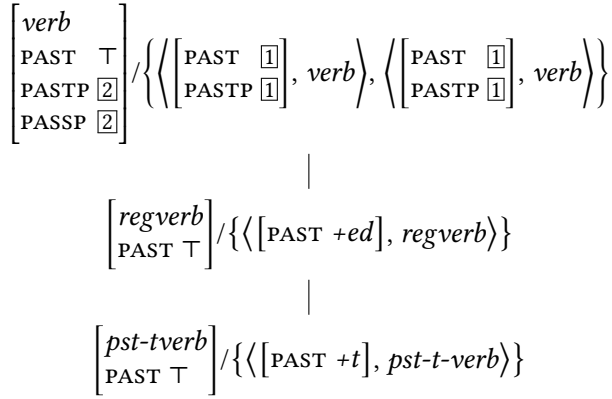 [verb PAST ⊤ PASTP [2] PASSP [2]]/{⟨[PAST [1] PASTP [1]], verb⟩, ⟨[PAST [1] PASTP [1]], verb⟩}
[regverb PAST ⊤]/{⟨[PAST +ed], regverb⟩}
[pst-tverb PAST ⊤]/{⟨[PAST +t], pst-t-verb⟩}